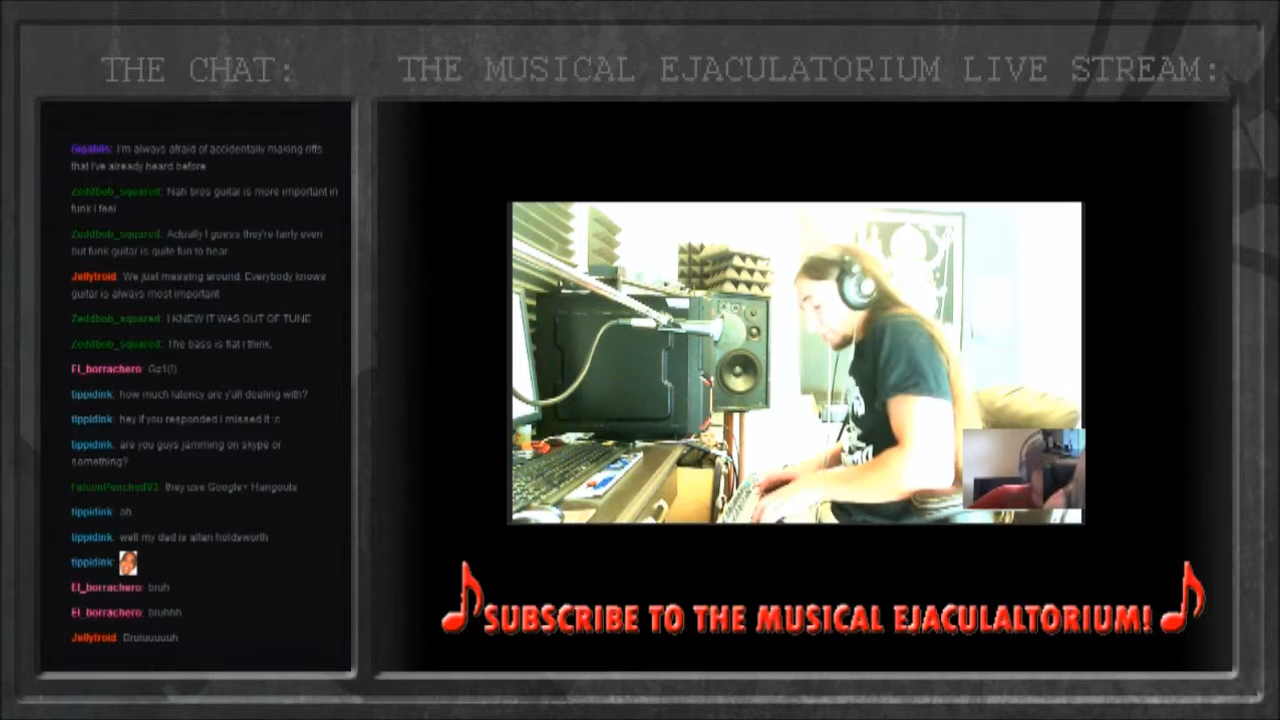 THE CHAT:
THE MUSICAL EJACULATORIUM LIVE STREAM:
Gigahits: I'm always afraid of accidentally making riffs
that I've already heard before
Zeddbob_squared: Nah bros guitar is more important in
funk i feel
Zeddbob_squared: Actually I guess they're fairly even
but funk guitar is quite fun to hear
Jellytroid: We just messing around. Everybody knows
guitar is always most important
Zeddbob_squared: I KNEW IT WAS OUT OF TUNE
Zeddbob_squared: The bass is flat I think.
El_borrachero:
tippidink: how much latency are y'all dealing with?
tippidink: hey if you responded I missed it :c
tippidink: are you guys jamming on skype or
something?
FalconPunched93: they use Google+ Hangouts
tippidink: ah
tippidink: well my dad is allan holdsworth
tippidink:
El_borrachero: bruh
El_borrachero: bruhhh
Jellytroid: Bruuuuuuh
SUBSCRIBE TO THE MUSICAL EJACULALTORIUM!